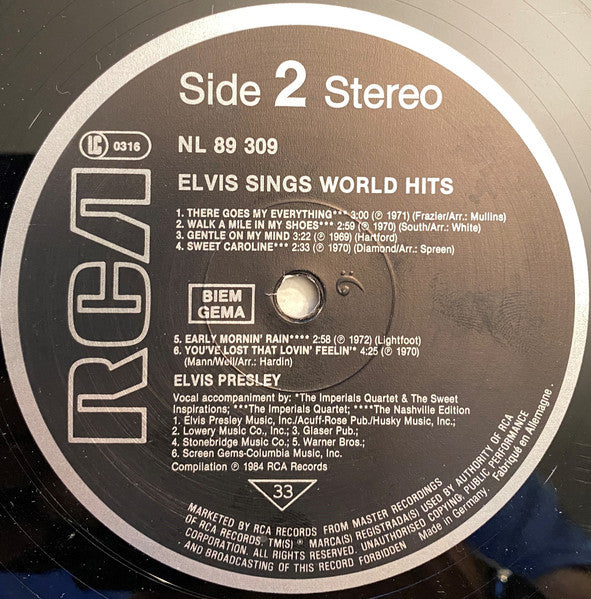 Side 2 Stereo
LC 0316
NL 89 309
ELVIS SINGS WORLD HITS
RCA
1. THERE GOES MY EVERYTHING*** 3:00 (℗ 1971) (Frazier/Arr.: Mullins)
2. WALK A MILE IN MY SHOES*** 2:59 (℗ 1970) (South/Arr.: White)
3. GENTLE ON MY MIND 3:22 (℗ 1969) (Hartford)
4. SWEET CAROLINE*** 2:33 (℗ 1970) (Diamond/Arr.: Spreen)
BIEM
GEMA
5. EARLY MORNIN' RAIN**** 2:58 (℗ 1972) (Lightfoot)
6. YOU'VE LOST THAT LOVIN' FEELIN'* 4:25 (℗ 1970)
(Mann/Weil/Arr.: Hardin)
ELVIS PRESLEY
Vocal accompaniment by: *The Imperials Quartet & The Sweet
Inspirations; ***The Imperials Quartet; ****The Nashville Edition
1. Elvis Presley Music, Inc./Acuff-Rose Pub./Husky Music, Inc.;
2. Lowery Music Co., Inc.; 3. Glaser Pub.;
4. Stonebridge Music Co.; 5. Warner Bros.;
6. Screen Gems-Columbia Music, Inc.
Compilation ℗ 1984 RCA Records
33
MARKETED BY RCA RECORDS FROM MASTER RECORDINGS
OF RCA RECORDS. TM(S) ® MARCA(S) REGISTRADA(S) USED BY AUTHORITY OF RCA
CORPORATION. ALL RIGHTS RESERVED. UNAUTHORISED COPYING, PUBLIC PERFORMANCE
AND BROADCASTING OF THIS RECORD FORBIDDEN
Made in Germany. Fabriqué en Allemagne.